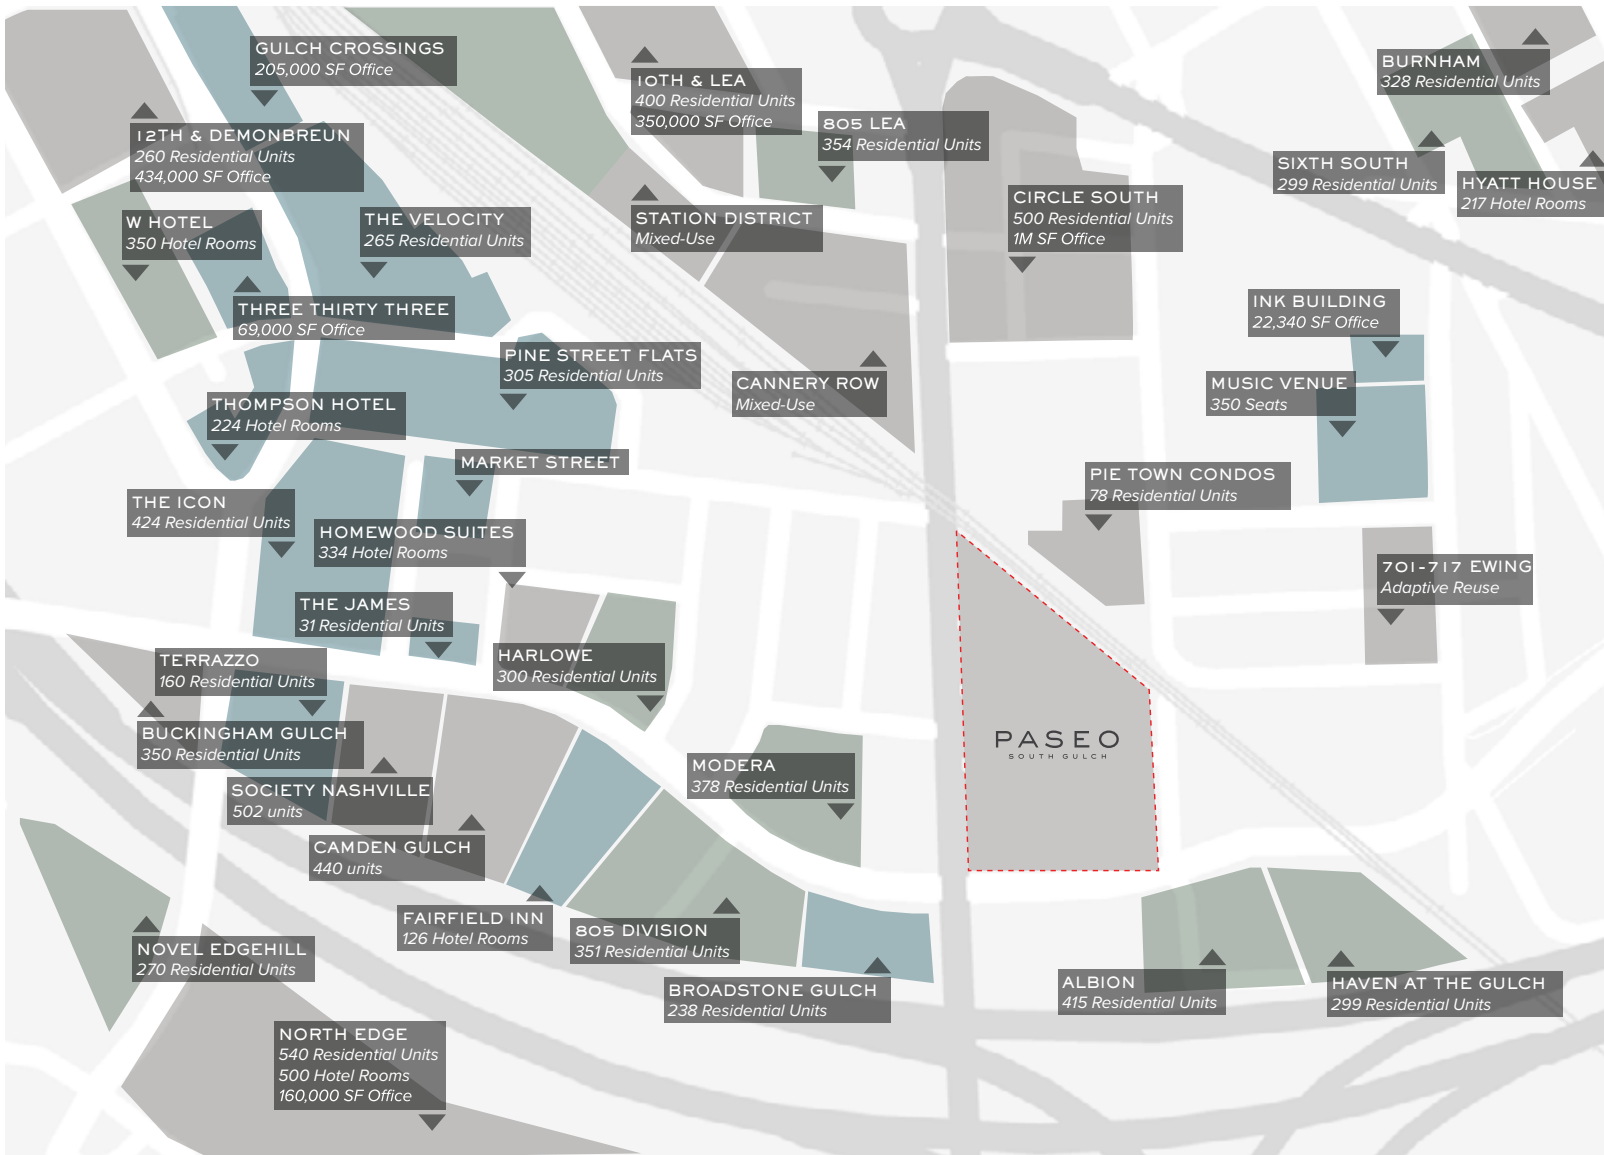 GULCH CROSSINGS
205,000 SF Office
10TH & LEA
400 Residential Units
350,000 SF Office
BURNHAM
328 Residential Units
12TH & DEMONBREUN
260 Residential Units
434,000 SF Office
805 LEA
354 Residential Units
SIXTH SOUTH
299 Residential Units
HYATT HOUSE
217 Hotel Rooms
W HOTEL
350 Hotel Rooms
THE VELOCITY
265 Residential Units
STATION DISTRICT
Mixed-Use
CIRCLE SOUTH
500 Residential Units
1M SF Office
THREE THIRTY THREE
69,000 SF Office
INK BUILDING
22,340 SF Office
PINE STREET FLATS
305 Residential Units
CANNERY ROW
Mixed-Use
MUSIC VENUE
350 Seats
THOMPSON HOTEL
224 Hotel Rooms
MARKET STREET
PIE TOWN CONDOS
78 Residential Units
THE ICON
424 Residential Units
HOMEWOOD SUITES
334 Hotel Rooms
701-717 EWING
Adaptive Reuse
THE JAMES
31 Residential Units
TERRAZZO
160 Residential Units
HARLOWE
300 Residential Units
BUCKINGHAM GULCH
350 Residential Units
PASEO
SOUTH GULCH
MODERA
378 Residential Units
SOCIETY NASHVILLE
502 units
CAMDEN GULCH
440 units
FAIRFIELD INN
126 Hotel Rooms
805 DIVISION
351 Residential Units
NOVEL EDGEHILL
270 Residential Units
BROADSTONE GULCH
238 Residential Units
ALBION
415 Residential Units
HAVEN AT THE GULCH
299 Residential Units
NORTH EDGE
540 Residential Units
500 Hotel Rooms
160,000 SF Office